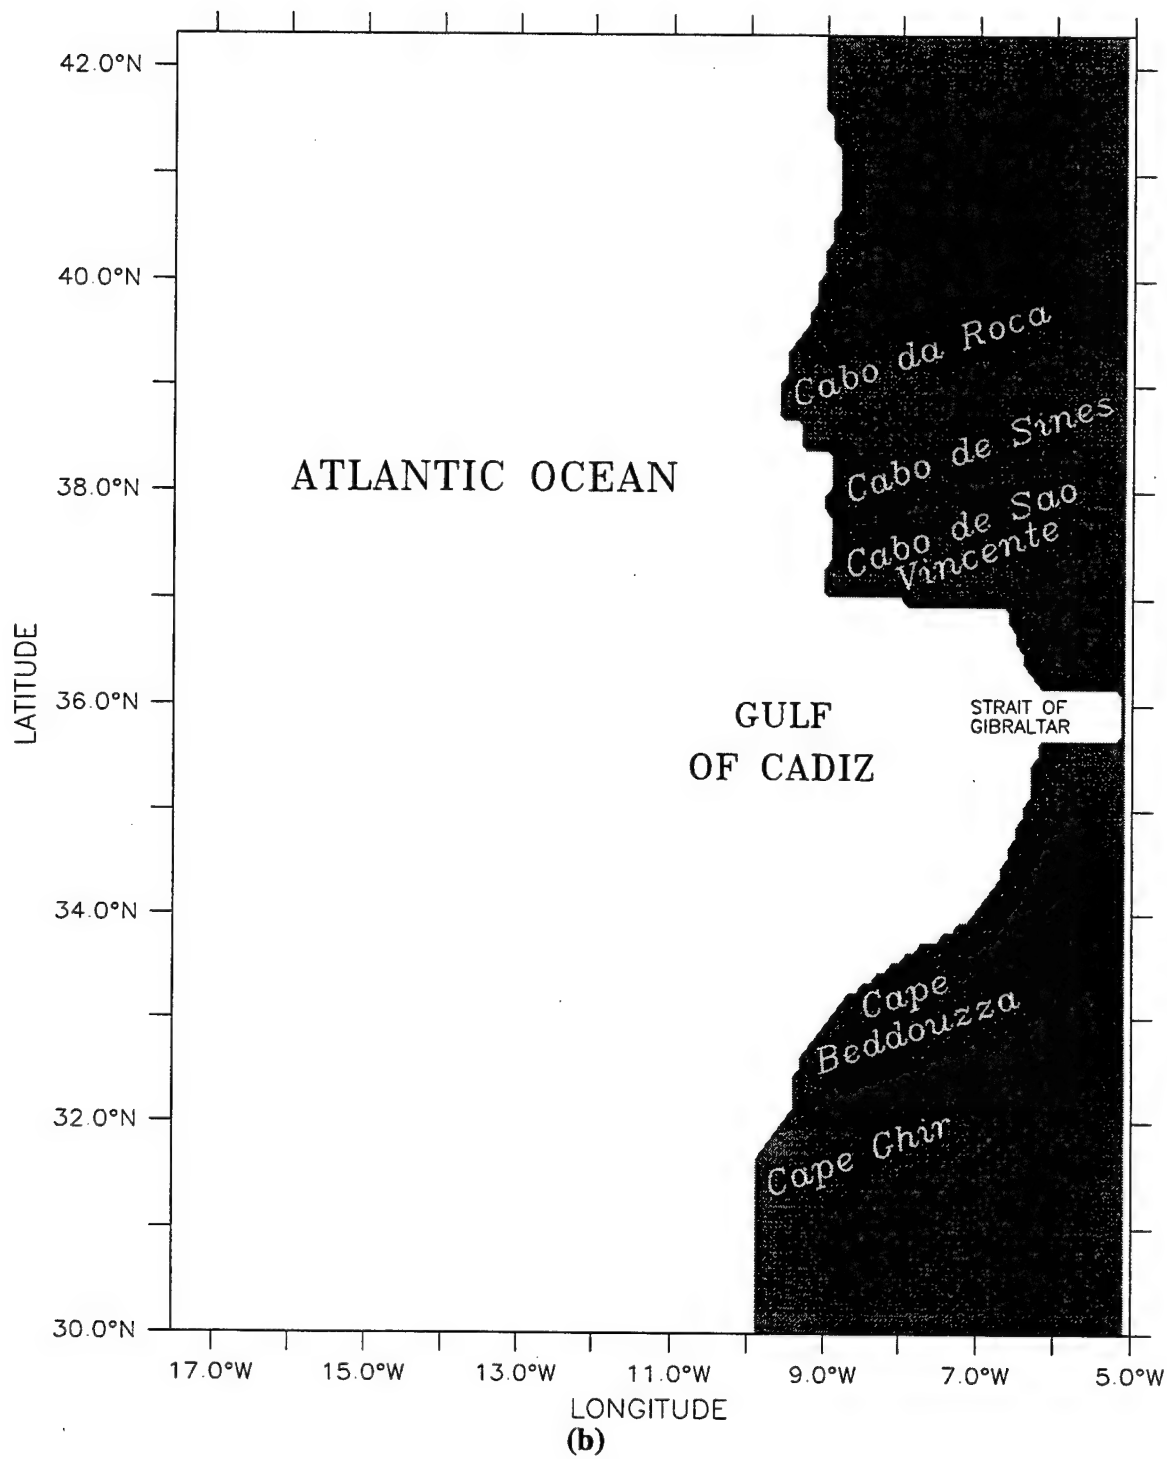 42.0°N
40.0°N
Cabo da Roca
Cabo de Sines
ATLANTIC OCEAN
38.0°N
Cabo de Sao
Vincente
LATITUDE
36.0°N
GULF
OF CADIZ
STRAIT OF
GIBRALTAR
34.0°N
Cape
Beddouzza
32.0°N
Cape Ghir
30.0°N
17.0°W 15.0°W 13.0°W 11.0°W 9.0°W 7.0°W 5.0°W
LONGITUDE
(b)